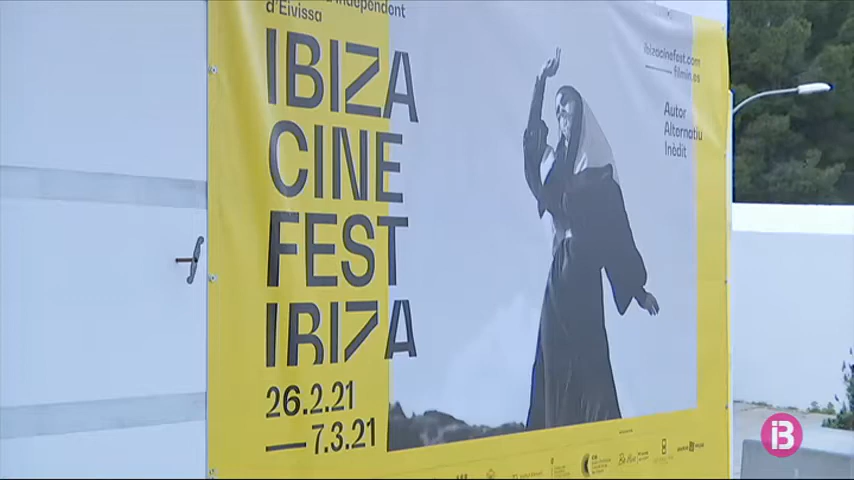 Independent
d'Eivissa
IBIZA
CINE
FEST
IBIZA
26.2.21
—7.3.21
ibizacinefest.com
—filmin.es
Autor
Alternatiu
Inèdit
iB